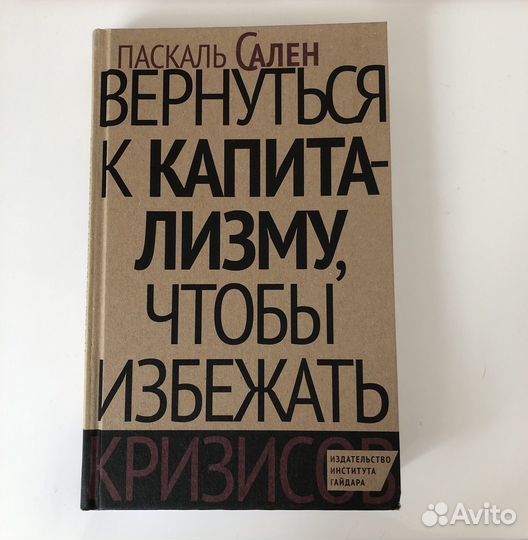 ПАСКАЛЬ САЛЕН
ВЕРНУТЬСЯ
К КАПИТА-
ЛИЗМУ,
ЧТОБЫ
ИЗБЕЖАТЬ
КРИЗИСОВ
ИЗДАТЕЛЬСТВО
ИНСТИТУТА
ГАЙДАРА
Avito